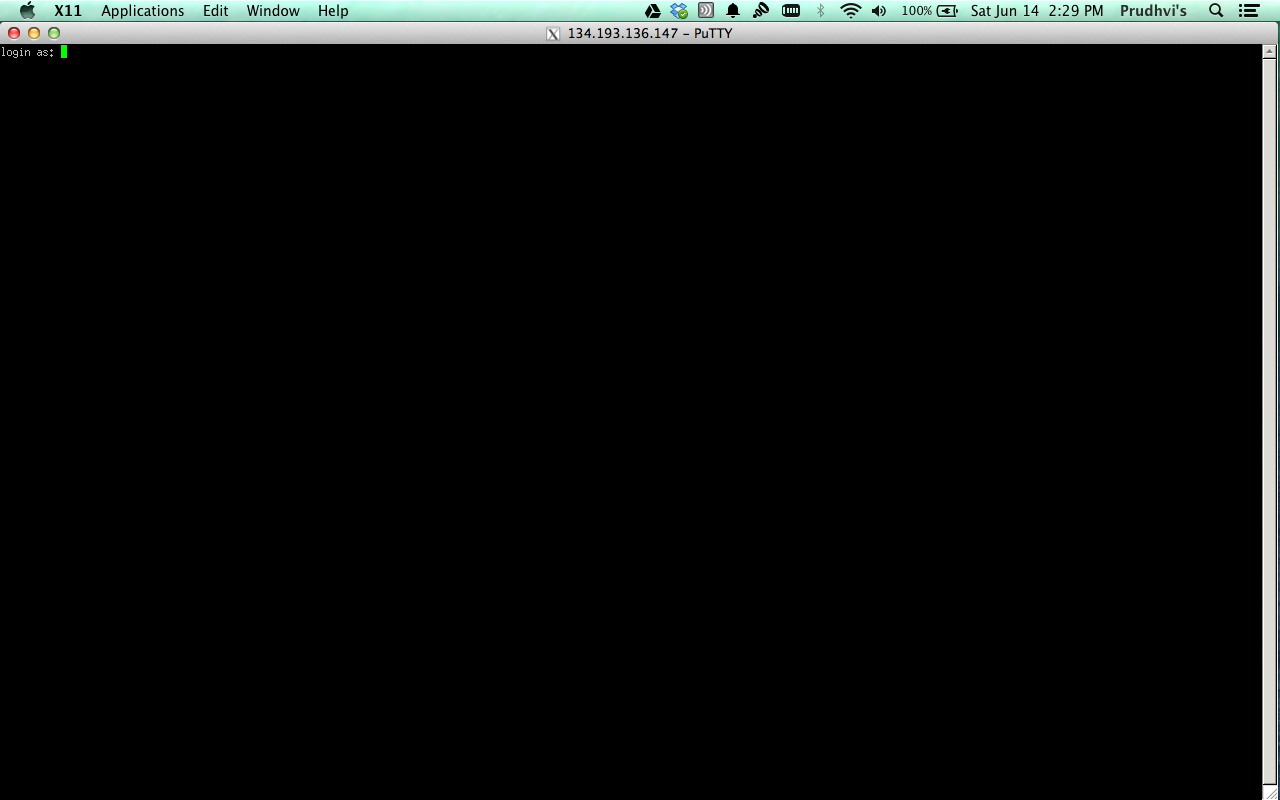 X11 Applications Edit Window Help 100% Sat Jun 14 2:29 PM Prudhvi's
134.193.136.147 – PuTTY
login as: